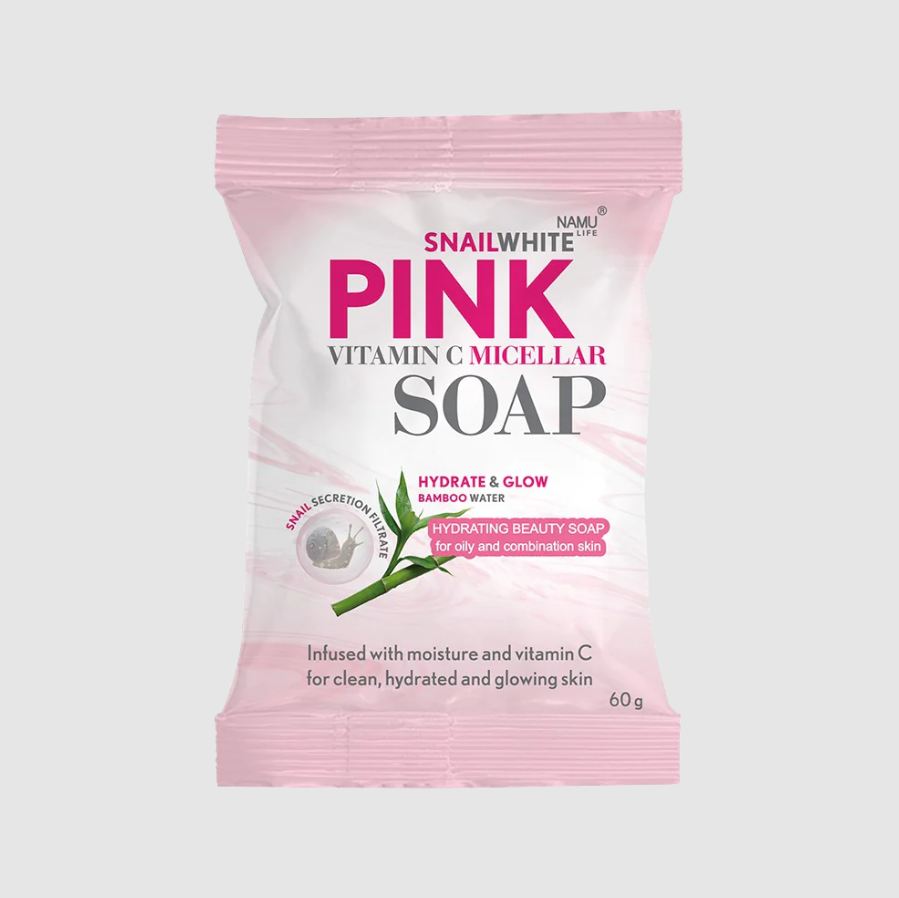 NAMU®
LIFE
SNAILWHITE
PINK
VITAMIN C MICELLAR
SOAP
HYDRATE & GLOW
BAMBOO WATER
SNAIL SECRETION FILTRATE
HYDRATING BEAUTY SOAP
for oily and combination skin
Infused with moisture and vitamin C
for clean, hydrated and glowing skin
60 g